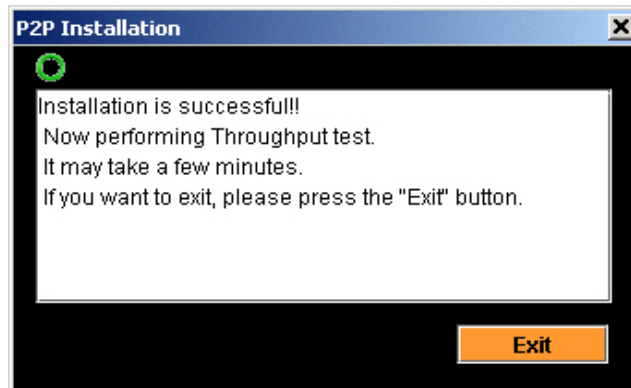 P2P Installation
Installation is successful!!
Now performing Throughput test.
It may take a few minutes.
If you want to exit, please press the "Exit" button.
Exit